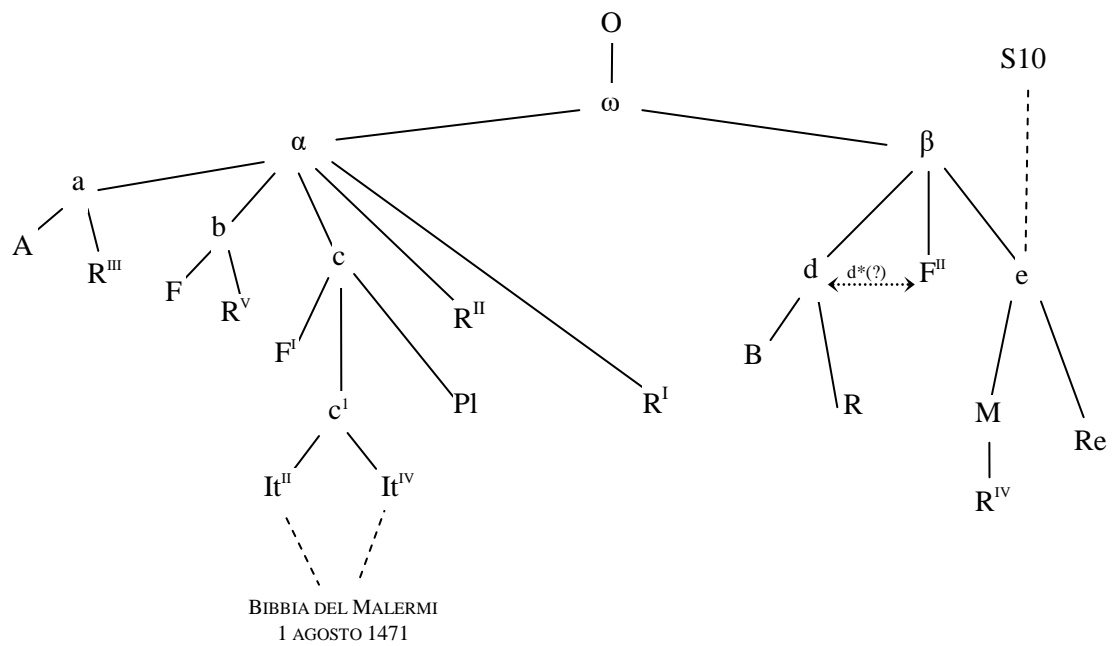 O
S10
ω
α
β
a
b
c
d
d*(?)
F^II
e
A
R^III
F
R^V
R^II
F^I
B
Pl
R^I
R
c^1
M
Re
It^II
It^IV
R^IV
BIBBIA DEL MALERMI
1 AGOSTO 1471